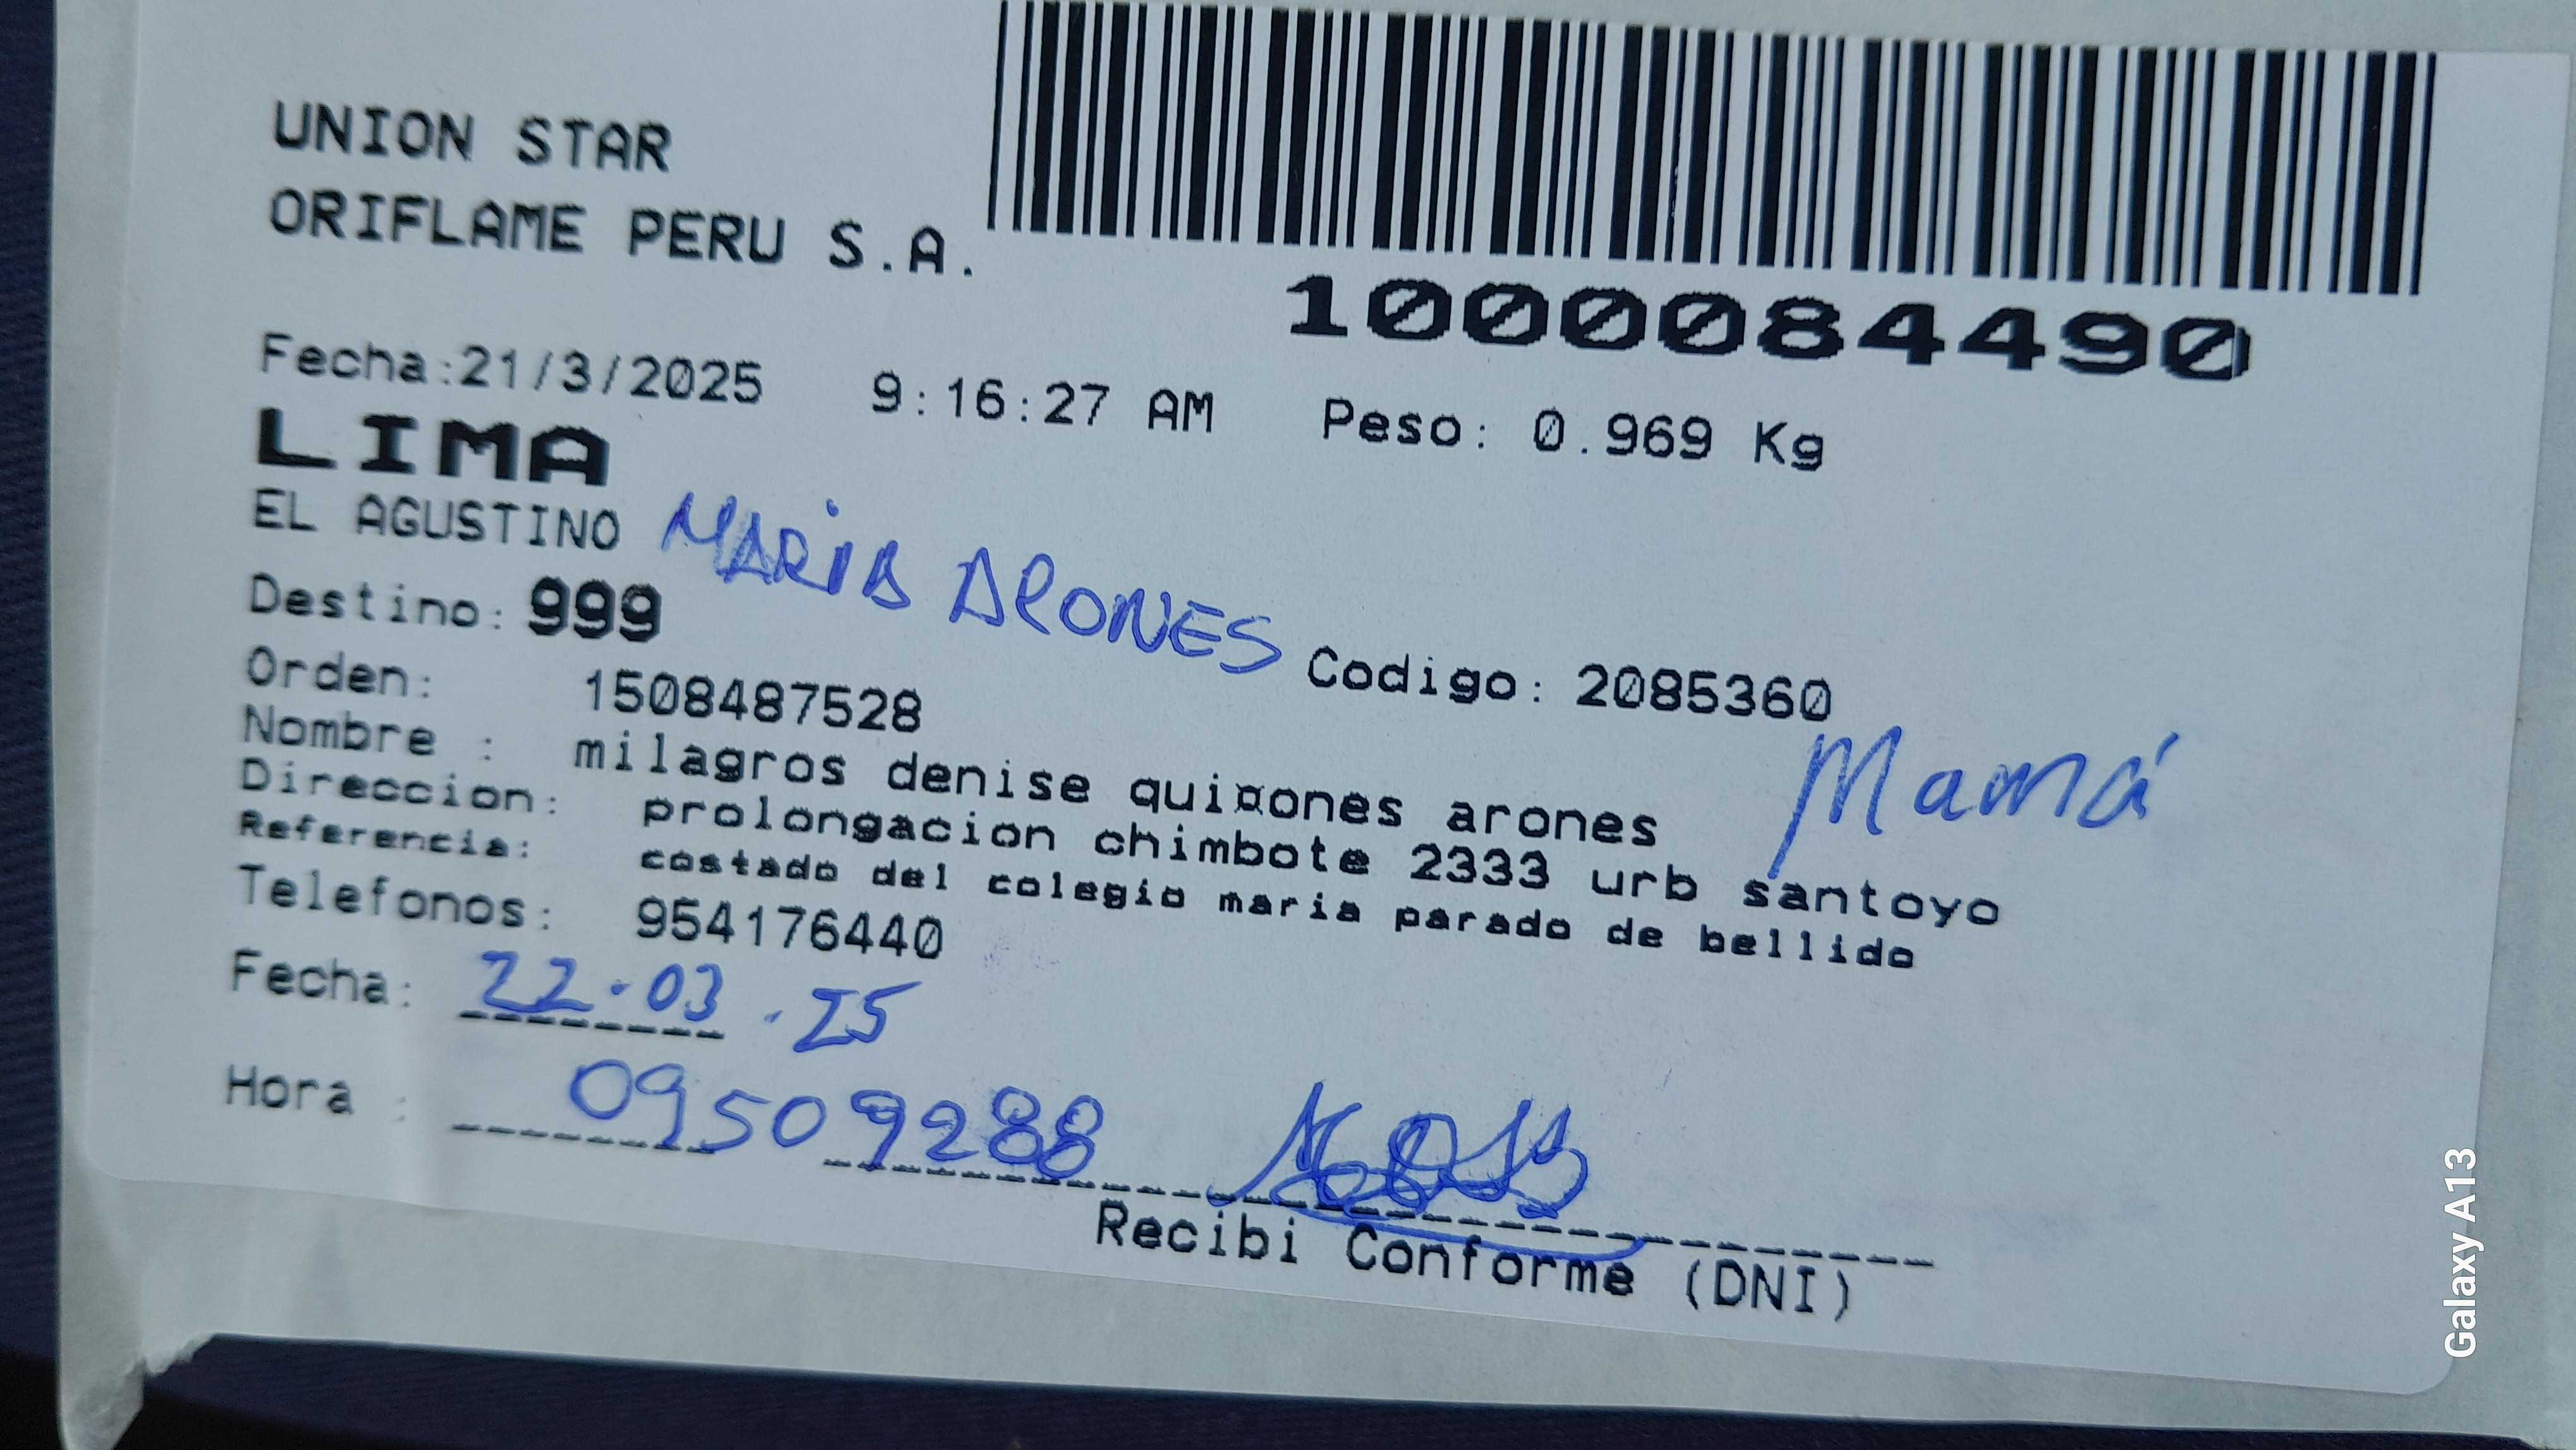 UNION STAR
ORIFLAME PERU S.A.
1000084490
Fecha:21/3/2025 9:16:27 AM Peso: 0.969 Kg
LIMA
EL AGUSTINO MARIA ARONES
Destino: 999
Orden: 1508487528 Codigo: 2085360
Nombre : milagros denise qui¤ones arones Mamá
Direccion: prolongacion chimbote 2333 urb santoyo
Referencia: costado del colegio maria parado de bellido
Telefonos: 954176440
Fecha: 22.03.25
Hora : 09509288
Recibi Conforme (DNI)
Galaxy A13